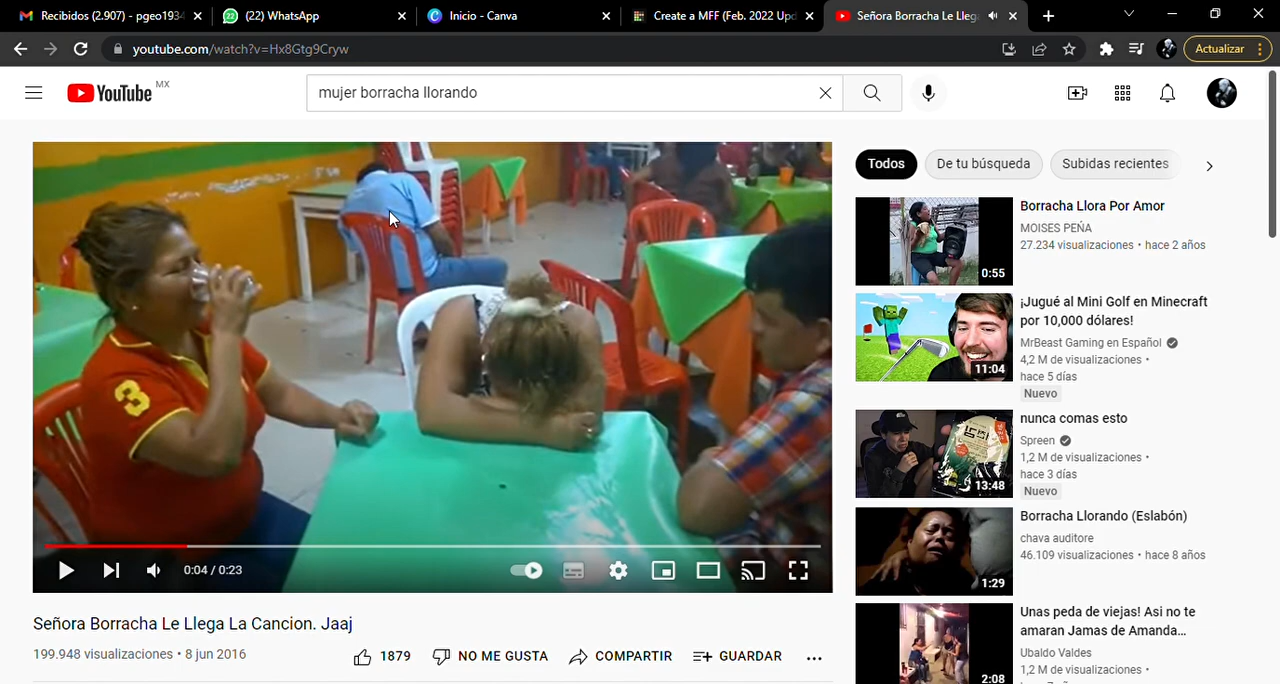 Recibidos (2.907) - pgeo1934
(22) WhatsApp
Inicio - Canva
Create a MFF (Feb. 2022 Upd
Señora Borracha Le Lleg
youtube.com/watch?v=Hx8Gtg9Cryw
Actualizar
YouTube MX
mujer borracha llorando
Todos
De tu búsqueda
Subidas recientes
3
0:04 / 0:23
Señora Borracha Le Llega La Cancion. Jaaj
199.948 visualizaciones • 8 jun 2016
1879
NO ME GUSTA
COMPARTIR
GUARDAR
Borracha Llora Por Amor
MOISES PEÑA
27.234 visualizaciones • hace 2 años
0:55
¡Jugué al Mini Golf en Minecraft
por 10,000 dólares!
MrBeast Gaming en Español
4,2 M de visualizaciones •
hace 5 días
Nuevo
11:04
nunca comas esto
Spreen
1,2 M de visualizaciones •
hace 3 días
Nuevo
13:48
Borracha Llorando (Eslabón)
chava auditore
46.109 visualizaciones • hace 8 años
1:29
Unas peda de viejas! Asi no te
amaran Jamas de Amanda...
Ubaldo Valdes
1,2 M de visualizaciones •
2:08